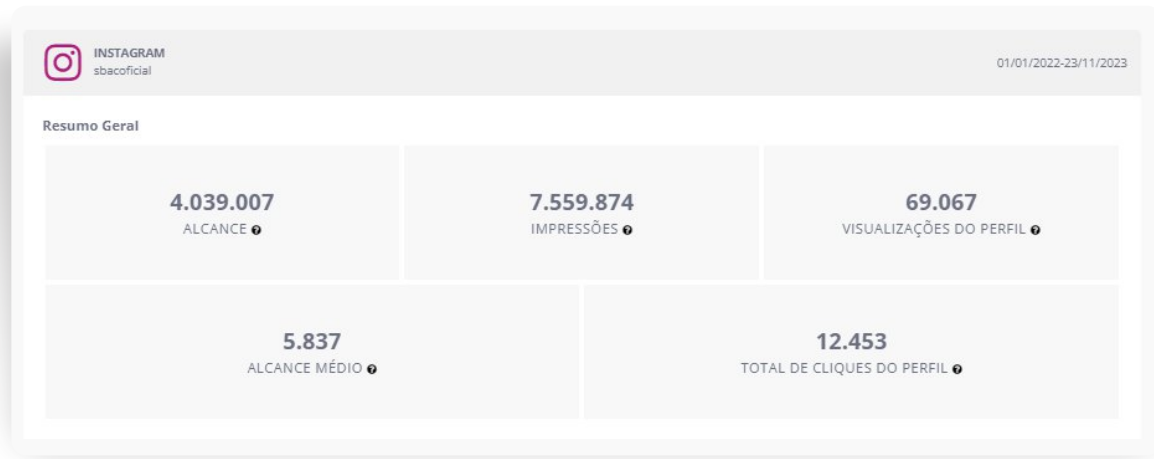 INSTAGRAM
sbacoficial
01/01/2022-23/11/2023
Resumo Geral
4.039.007
ALCANCE
7.559.874
IMPRESSÕES
69.067
VISUALIZAÇÕES DO PERFIL
5.837
ALCANCE MÉDIO
12.453
TOTAL DE CLIQUES DO PERFIL